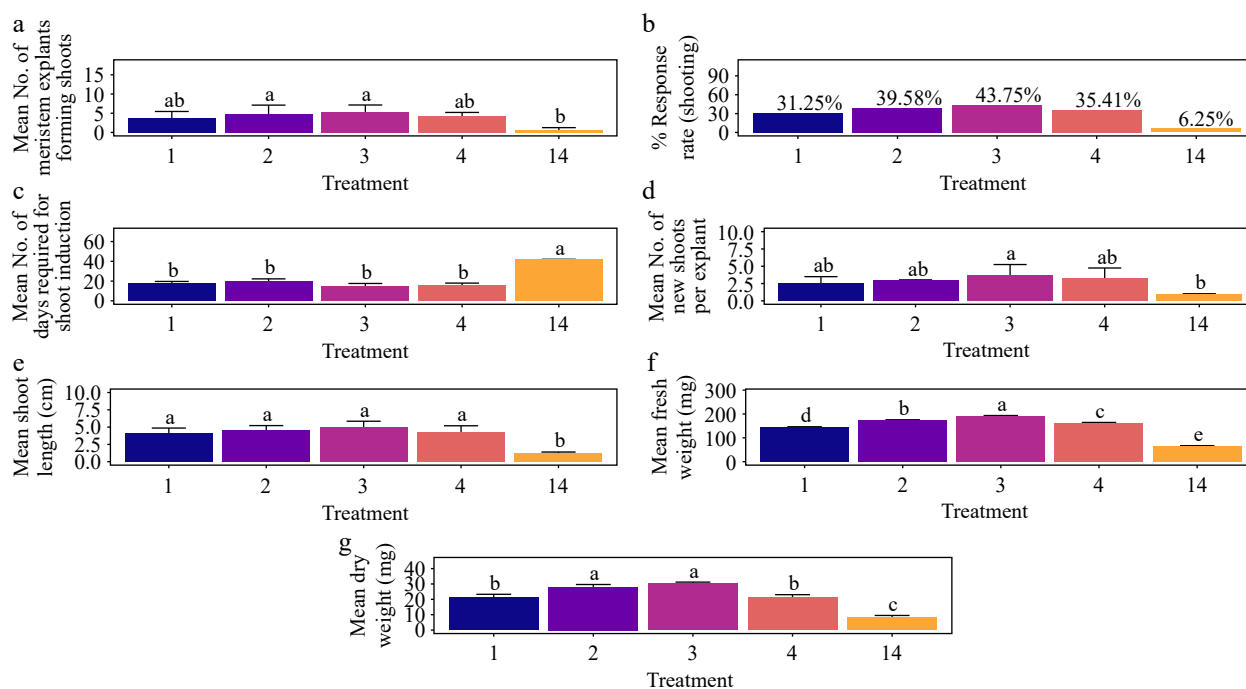 a
Mean No. of
meristem explants
forming shoots
15
10
5
0
ab
a
a
ab
b
1
2
3
4
14
Treatment
b
% Response
rate (shooting)
90
60
30
0
31.25%
39.58%
43.75%
35.41%
6.25%
1
2
3
4
14
Treatment
c
Mean No. of
days required for
shoot induction
60
40
20
0
b
b
b
b
a
1
2
3
4
14
Treatment
d
Mean No. of
new shoots
per explant
10.0
7.5
5.0
2.5
0.0
ab
ab
a
ab
b
1
2
3
4
14
Treatment
e
Mean shoot
length (cm)
10.0
7.5
5.0
2.5
0.0
a
a
a
a
b
1
2
3
4
14
Treatment
f
Mean fresh
weight (mg)
300
200
100
0
d
b
a
c
e
1
2
3
4
14
Treatment
g
Mean dry
weight (mg)
40
30
20
10
0
b
a
a
b
c
1
2
3
4
14
Treatment